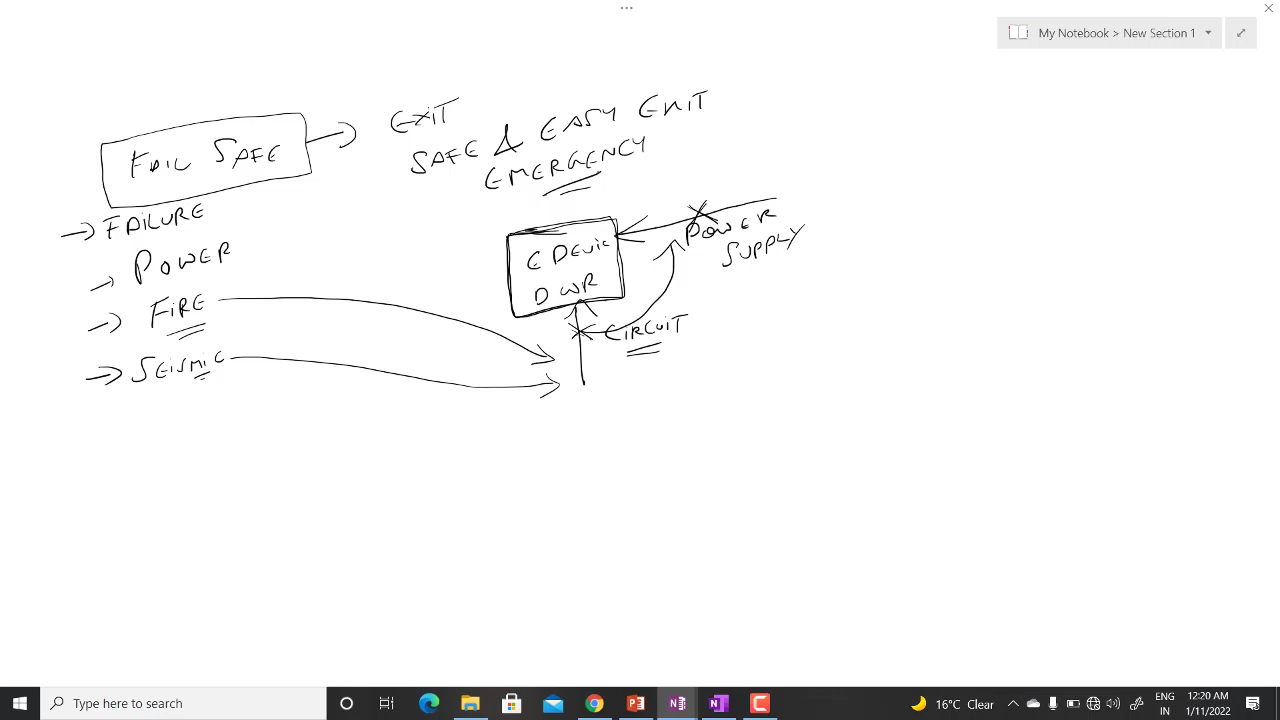 My Notebook > New Section 1
FAIL SAFE
EXIT
SAFE & EASY EXIT
EMERGENCY
FAILURE
POWER
FIRE
SEISMIC
E DEVIC
POWER
SUPPLY
CIRCUIT
Type here to search
16°C Clear
ENG
IN
12:20 AM
1/11/2022